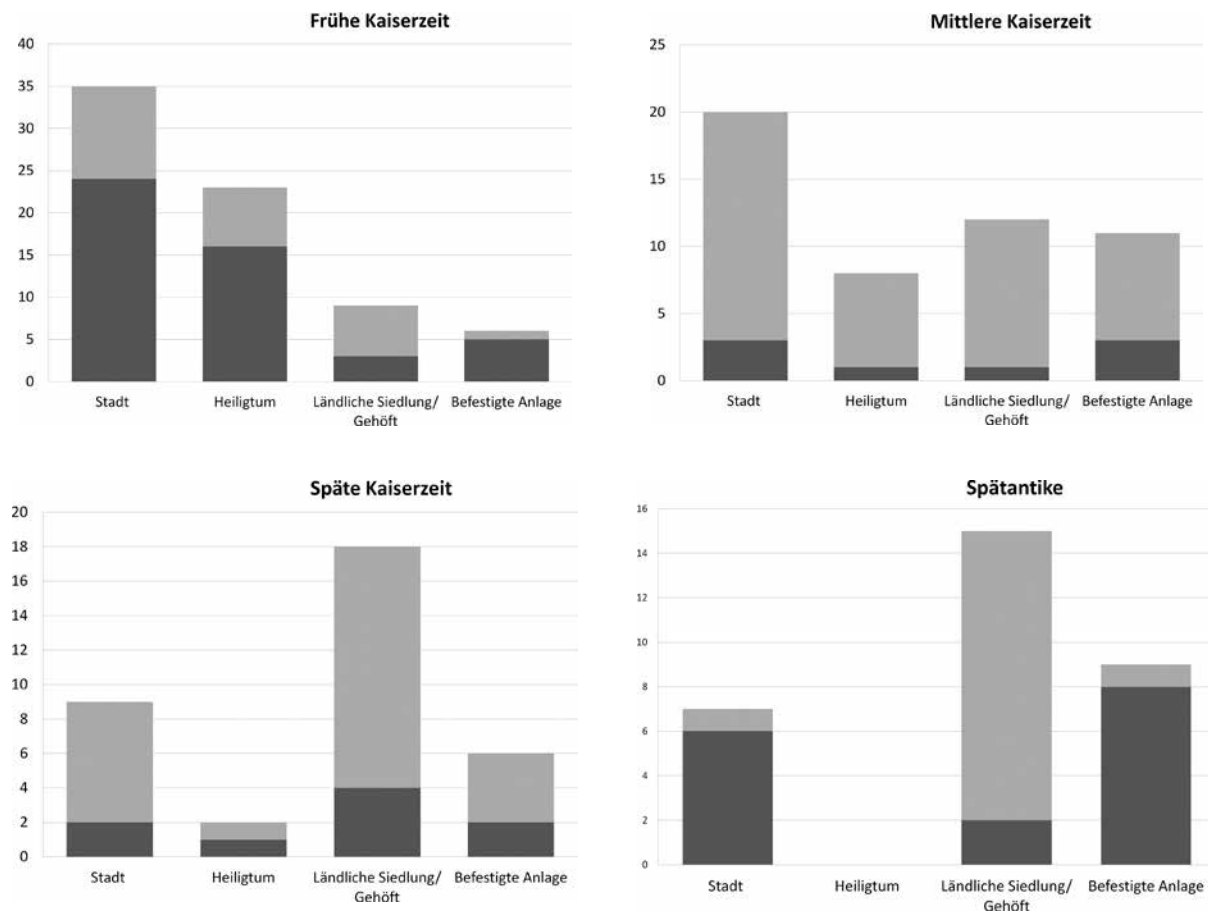 Frühe Kaiserzeit
40
35
30
25
20
15
10
5
0
Stadt
Heiligtum
Ländliche Siedlung/
Gehöft
Befestigte Anlage
Mittlere Kaiserzeit
25
20
15
10
5
0
Stadt
Heiligtum
Ländliche Siedlung/
Gehöft
Befestigte Anlage
Späte Kaiserzeit
20
18
16
14
12
10
8
6
4
2
0
Stadt
Heiligtum
Ländliche Siedlung/
Gehöft
Befestigte Anlage
Spätantike
16
14
12
10
8
6
4
2
0
Stadt
Heiligtum
Ländliche Siedlung/
Gehöft
Befestigte Anlage